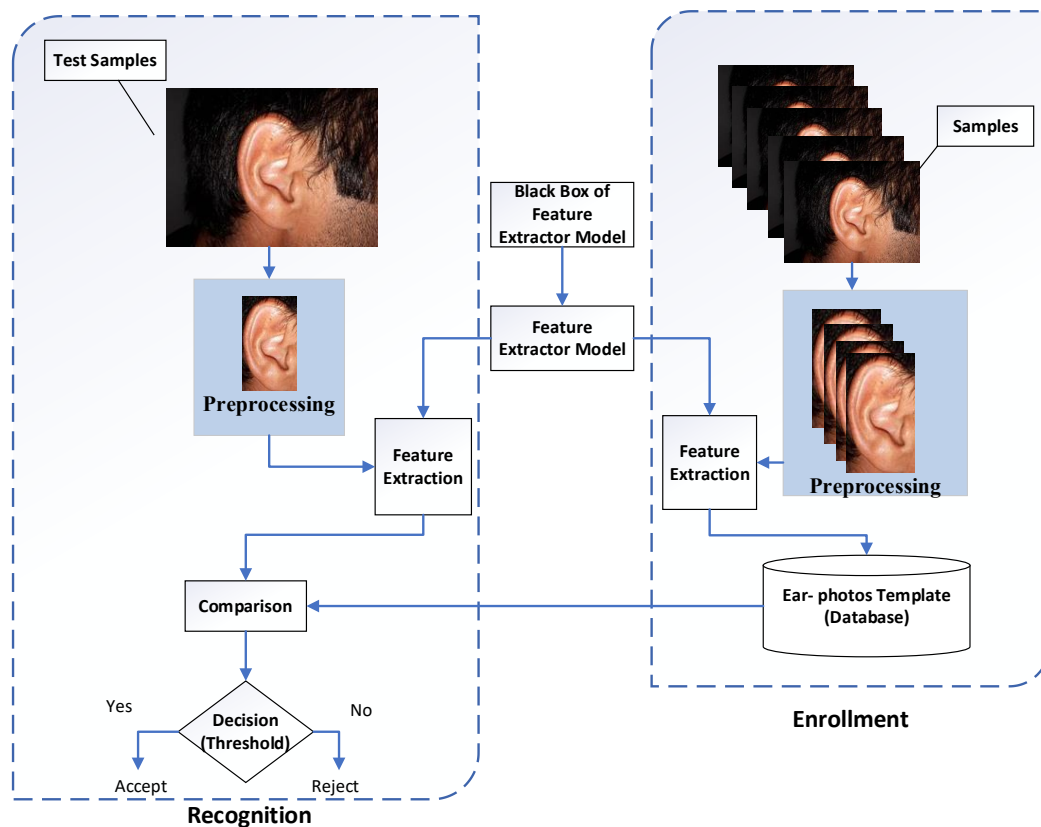 Test Samples
Samples
Black Box of
Feature
Extractor Model
Feature
Extractor Model
Preprocessing
Preprocessing
Feature
Extraction
Feature
Extraction
Comparison
Ear- photos Template
(Database)
Yes
No
Decision
(Threshold)
Accept
Reject
Enrollment
Recognition